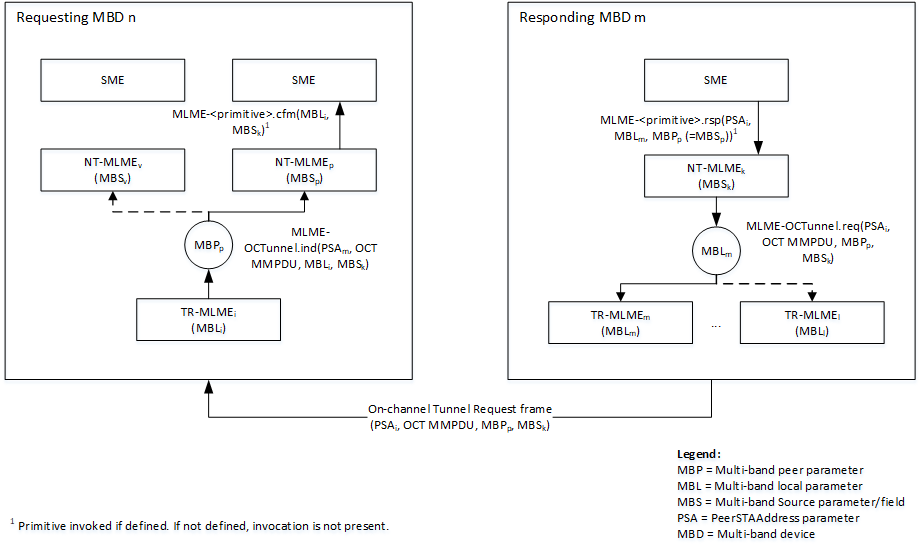 Requesting MBD n
SME
SME
MLME-<primitive>.cfm(MBLi,
MBSk)1
NT-MLMEv
(MBSv)
NT-MLMEp
(MBSp)
MBPp
MLME-
OCTunnel.ind(PSAm, OCT
MMPDU, MBLi, MBSk)
TR-MLMEi
(MBLi)
Responding MBD m
SME
MLME-<primitive>.rsp(PSAi,
MBLm, MBPp (=MBSp))1
NT-MLMEk
(MBSk)
MBLm
MLME-OCTunnel.req(PSAi,
OCT MMPDU, MBPp,
MBSk)
TR-MLMEm
(MBLm)
...
TR-MLMEl
(MBLl)
On-channel Tunnel Request frame
(PSAi, OCT MMPDU, MBPp, MBSk)
Legend:
MBP = Multi-band peer parameter
MBL = Multi-band local parameter
MBS = Multi-band Source parameter/field
PSA = PeerSTAAddress parameter
MBD = Multi-band device
1 Primitive invoked if defined. If not defined, invocation is not present.